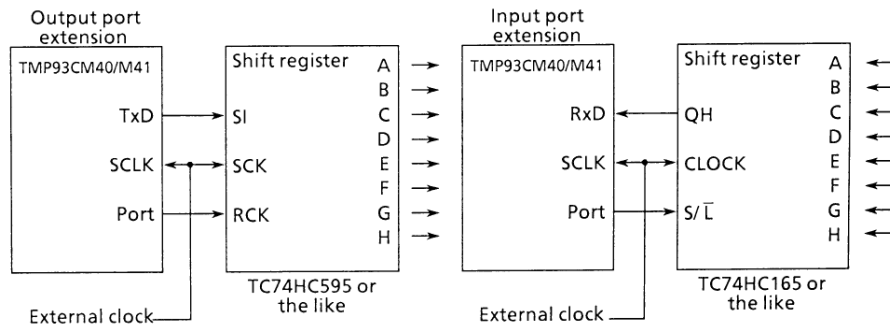 Output port
extension
TMP93CM40/M41
TxD
SCLK
Port
Shift register
SI
SCK
RCK
A
B
C
D
E
F
G
H
TC74HC595 or
the like
External clock
Input port
extension
TMP93CM40/M41
RxD
SCLK
Port
Shift register
QH
CLOCK
S/L̅
A
B
C
D
E
F
G
H
TC74HC165 or
the like
External clock